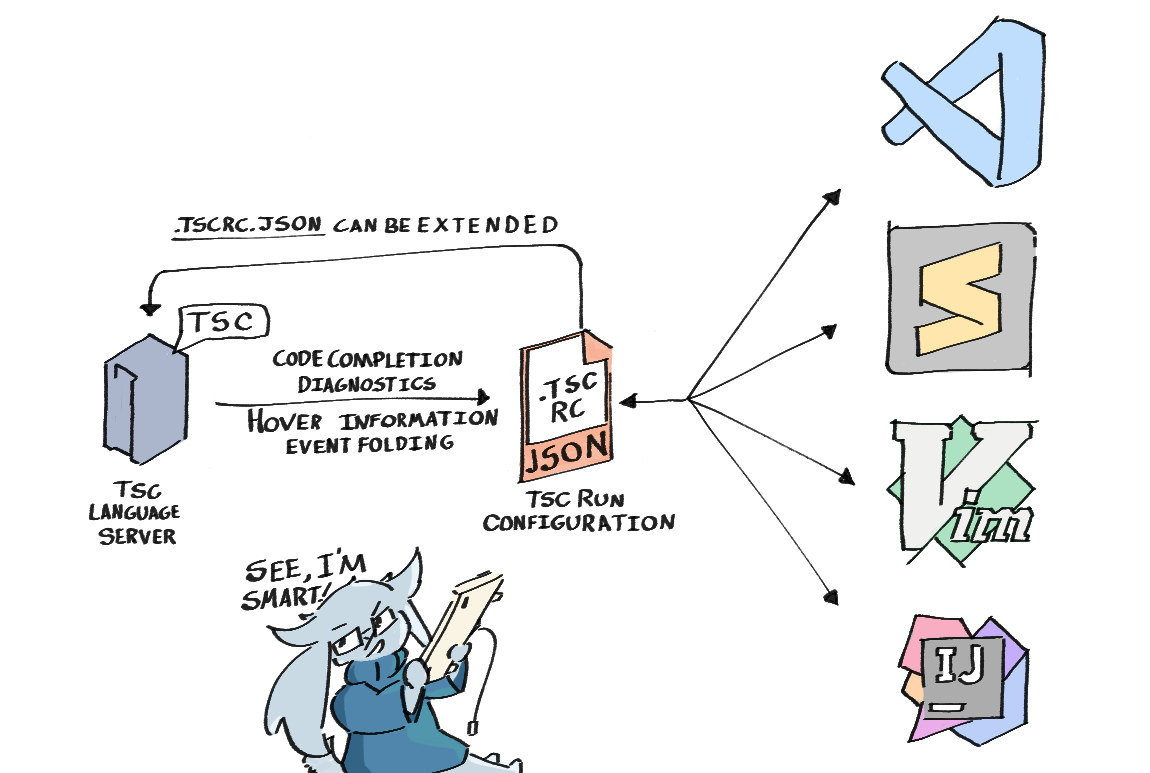 .TSCRC.JSON CAN BE EXTENDED
TSC
CODE COMPLETION
DIAGNOSTICS
HOVER INFORMATION
EVENT FOLDING
.TSC
RC
JSON
TSC
LANGUAGE
SERVER
TSC RUN
CONFIGURATION
SEE, I'M
SMART!
S
Vim
IJ